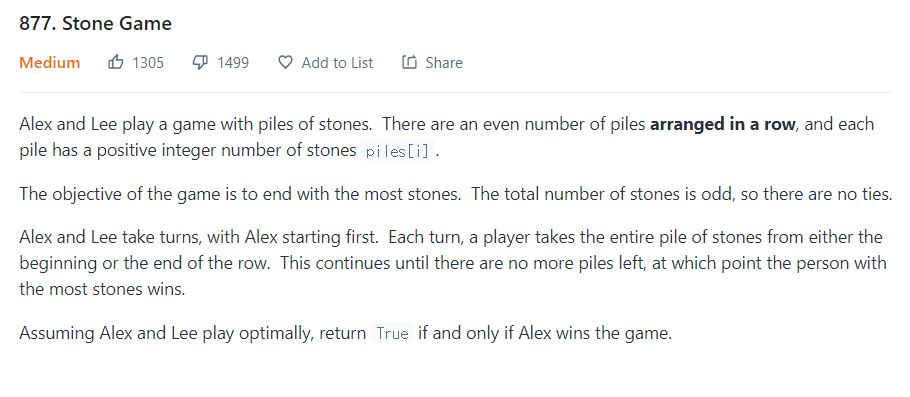 877. Stone Game
Medium 1305 1499 Add to List Share
Alex and Lee play a game with piles of stones.  There are an even number of piles arranged in a row, and each
pile has a positive integer number of stones piles[i].
The objective of the game is to end with the most stones.  The total number of stones is odd, so there are no ties.
Alex and Lee take turns, with Alex starting first.  Each turn, a player takes the entire pile of stones from either the
beginning or the end of the row.  This continues until there are no more piles left, at which point the person with
the most stones wins.
Assuming Alex and Lee play optimally, return True if and only if Alex wins the game.